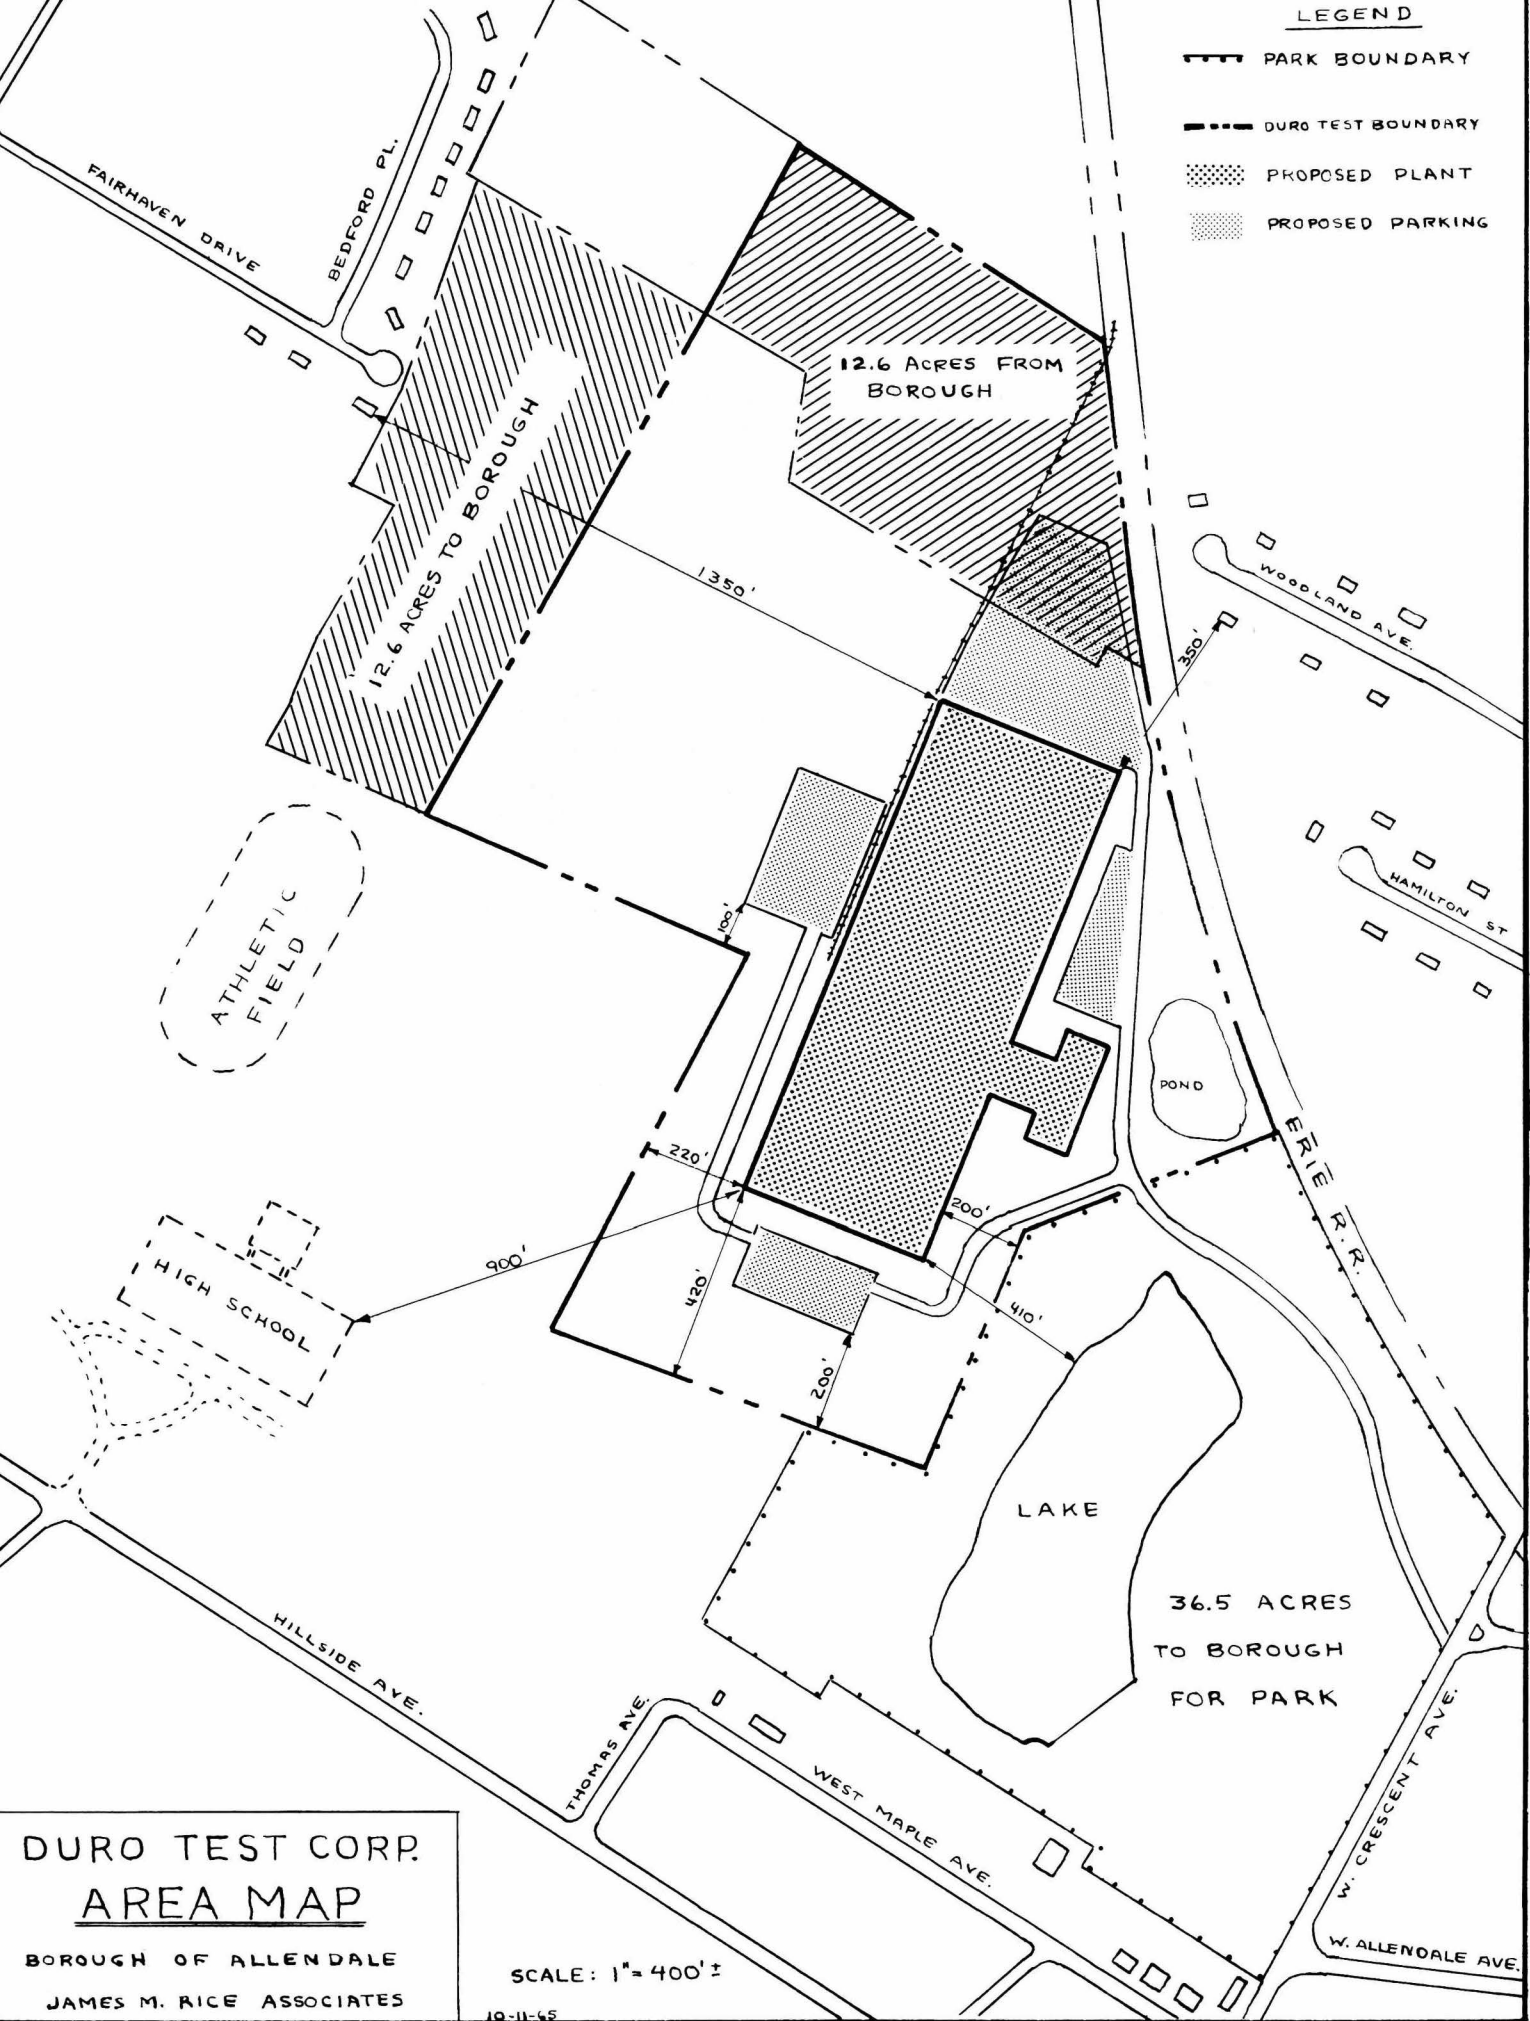 LEGEND
PARK BOUNDARY
DURO TEST BOUNDARY
PROPOSED PLANT
PROPOSED PARKING
FAIRHAVEN DRIVE
BEDFORD PL.
12.6 ACRES FROM
BOROUGH
12.6 ACRES TO BOROUGH
1350'
WOODLAND AVE.
350'
HAMILTON ST
100'
ATHLETIC
FIELD
POND
ERIE R.R.
220'
200'
900'
420'
410'
200'
HIGH SCHOOL
LAKE
36.5 ACRES
TO BOROUGH
FOR PARK
HILLSIDE AVE.
THOMAS AVE.
WEST MAPLE AVE.
W. CRESCENT AVE.
W. ALLENDALE AVE.
DURO TEST CORP.
AREA MAP
BOROUGH OF ALLENDALE
JAMES M. RICE ASSOCIATES
SCALE: 1"= 400' ±
10-11-65